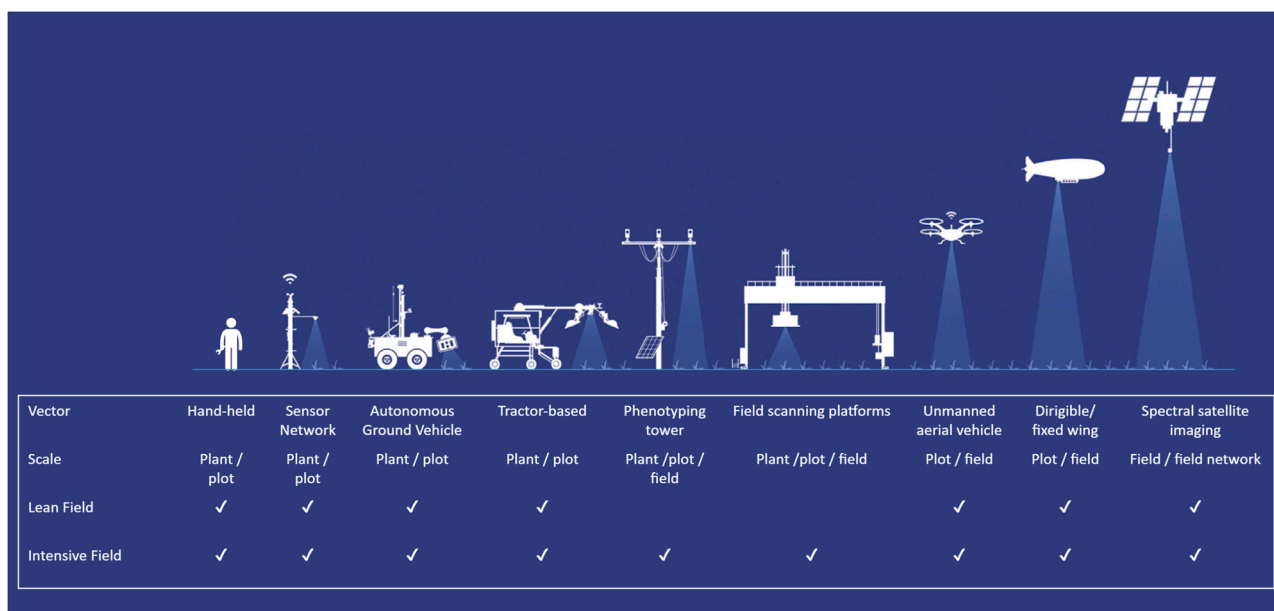 Vector Hand-held Sensor Network Autonomous Ground Vehicle Tractor-based Phenotyping tower Field scanning platforms Unmanned aerial vehicle Dirigible/ fixed wing Spectral satellite imaging
Scale Plant / plot Plant / plot Plant / plot Plant / plot Plant /plot / field Plant /plot / field Plot / field Plot / field Field / field network
Lean Field ✓ ✓ ✓ ✓ ✓ ✓ ✓
Intensive Field ✓ ✓ ✓ ✓ ✓ ✓ ✓ ✓ ✓